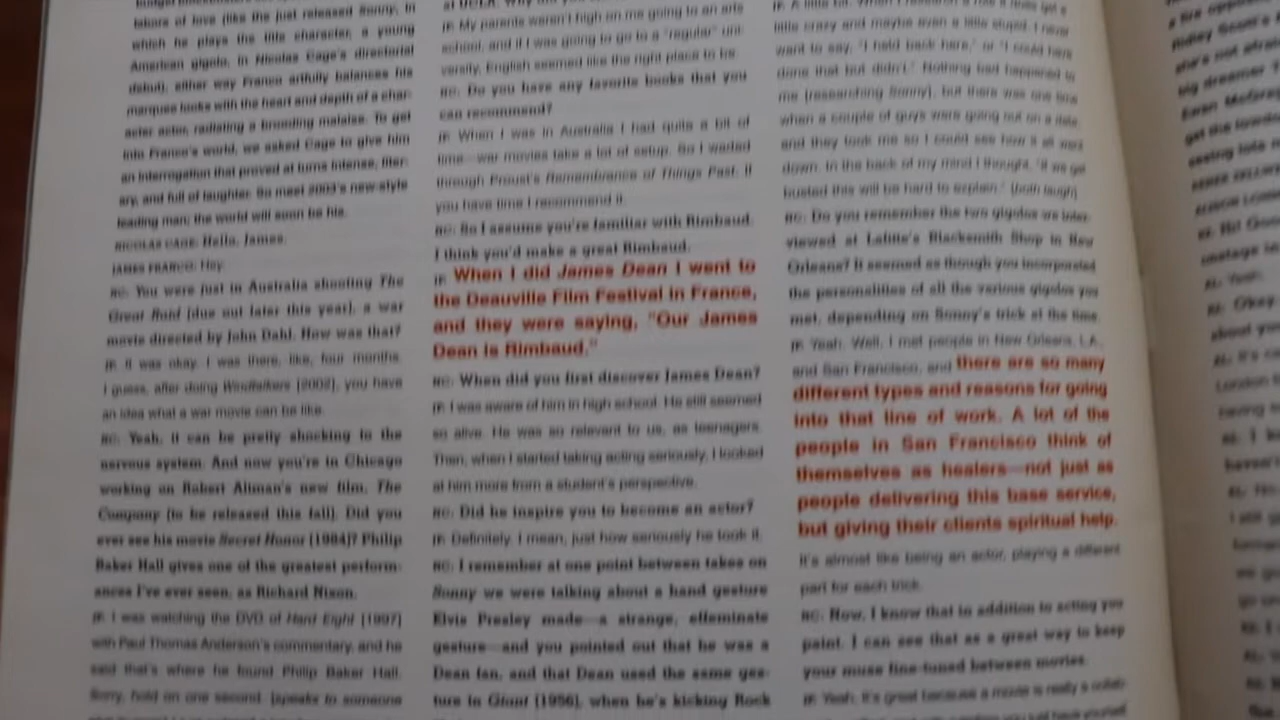 labors of love (like the just released Sonny, in
which he plays the title character, a young
American gigolo, in Nicolas Cage's directorial
debut), either way Franco artfully balances his
marquee looks with the heart and depth of a char-
acter actor, radiating a brooding malaise. To get
into Franco's world, we asked Cage to give him
an interrogation that proved at turns intense, liter-
ary, and full of laughter. So meet 2003's new-style
leading man; the world will soon be his.
NICOLAS CAGE: Hello, James.
JAMES FRANCO: Hey.
NC: You were just in Australia shooting The
Great Raid [due out later this year], a war
movie directed by John Dahl. How was that?
JF: It was okay. I was there, like, four months.
I guess, after doing Windtalkers [2002], you have
an idea what a war movie can be like.
NC: Yeah, it can be pretty shocking to the
nervous system. And now you're in Chicago
working on Robert Altman's new film, The
Company [to be released this fall]. Did you
ever see his movie Secret Honor [1984]? Philip
Baker Hall gives one of the greatest perform-
ances I've ever seen, as Richard Nixon.
JF: I was watching the DVD of Hard Eight [1997]
with Paul Thomas Anderson's commentary, and he
said that's where he found Philip Baker Hall.
Sorry, hold on one second. [speaks to someone
JF: My parents weren't high on me going to an arts
school, and if I was going to go to a "regular" uni-
versity, English seemed like the right place to be.
NC: Do you have any favorite books that you
can recommend?
JF: When I was in Australia I had quite a bit of
time—war movies take a lot of setup. So I waded
through Proust's Remembrance of Things Past. If
you have time I recommend it.
NC: So I assume you're familiar with Rimbaud.
I think you'd make a great Rimbaud.
JF: When I did James Dean I went to
the Deauville Film Festival in France,
and they were saying, "Our James
Dean is Rimbaud."
NC: When did you first discover James Dean?
JF: I was aware of him in high school. He still seemed
so alive. He was so relevant to us, as teenagers.
Then, when I started taking acting seriously, I looked
at him more from a student's perspective.
NC: Did he inspire you to become an actor?
JF: Definitely. I mean, just how seriously he took it.
NC: I remember at one point between takes on
Sonny we were talking about a hand gesture
Elvis Presley made—a strange, effeminate
gesture—and you pointed out that he was a
Dean fan, and that Dean used the same ges-
ture in Giant [1956], when he's kicking Rock
little crazy and maybe even a little stupid. I never
want to say, "I held back here," or "I could have
done that but didn't." Nothing bad happened to
me [researching Sonny], but there was one time
when a couple of guys were going out on a date
and they took me so I could see how it all went
down. In the back of my mind I thought, "If we get
busted this will be hard to explain." [both laugh]
NC: Do you remember the two gigolos we inter-
viewed at Lafitte's Blacksmith Shop in New
Orleans? It seemed as though you incorporated
the personalities of all the various gigolos you
met, depending on Sonny's trick at the time.
JF: Yeah. Well, I met people in New Orleans, L.A.,
and San Francisco, and there are so many
different types and reasons for going
into that line of work. A lot of the
people in San Francisco think of
themselves as healers—not just as
people delivering this base service,
but giving their clients spiritual help.
It's almost like being an actor, playing a different
part for each trick.
NC: Now, I know that in addition to acting you
paint. I can see that as a great way to keep
your muse fine-tuned between movies.
JF: Yeah. It's great because a movie is really a collab-